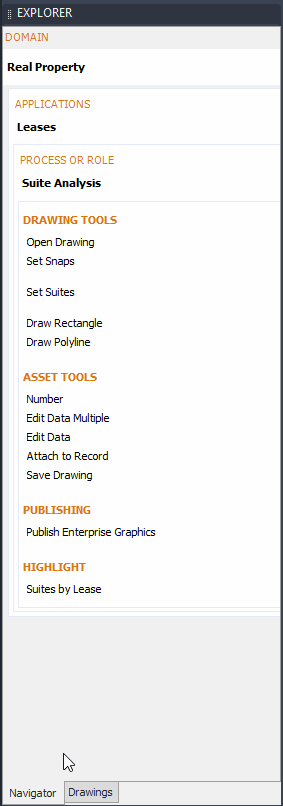 EXPLORER
DOMAIN
Real Property
APPLICATIONS
Leases
PROCESS OR ROLE
Suite Analysis
DRAWING TOOLS
Open Drawing
Set Snaps
Set Suites
Draw Rectangle
Draw Polyline
ASSET TOOLS
Number
Edit Data Multiple
Edit Data
Attach to Record
Save Drawing
PUBLISHING
Publish Enterprise Graphics
HIGHLIGHT
Suites by Lease
Navigator Drawings